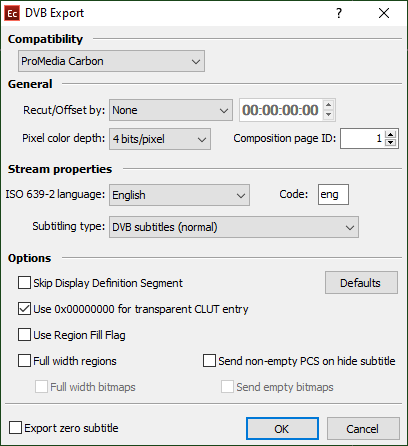 Ec DVB Export
Compatibility
ProMedia Carbon
General
Recut/Offset by: None 00:00:00:00
Pixel color depth: 4 bits/pixel Composition page ID: 1
Stream properties
ISO 639-2 language: English Code: eng
Subtitling type: DVB subtitles (normal)
Options
Skip Display Definition Segment Defaults
Use 0x00000000 for transparent CLUT entry
Use Region Fill Flag
Full width regions Send non-empty PCS on hide subtitle
Full width bitmaps Send empty bitmaps
Export zero subtitle OK Cancel